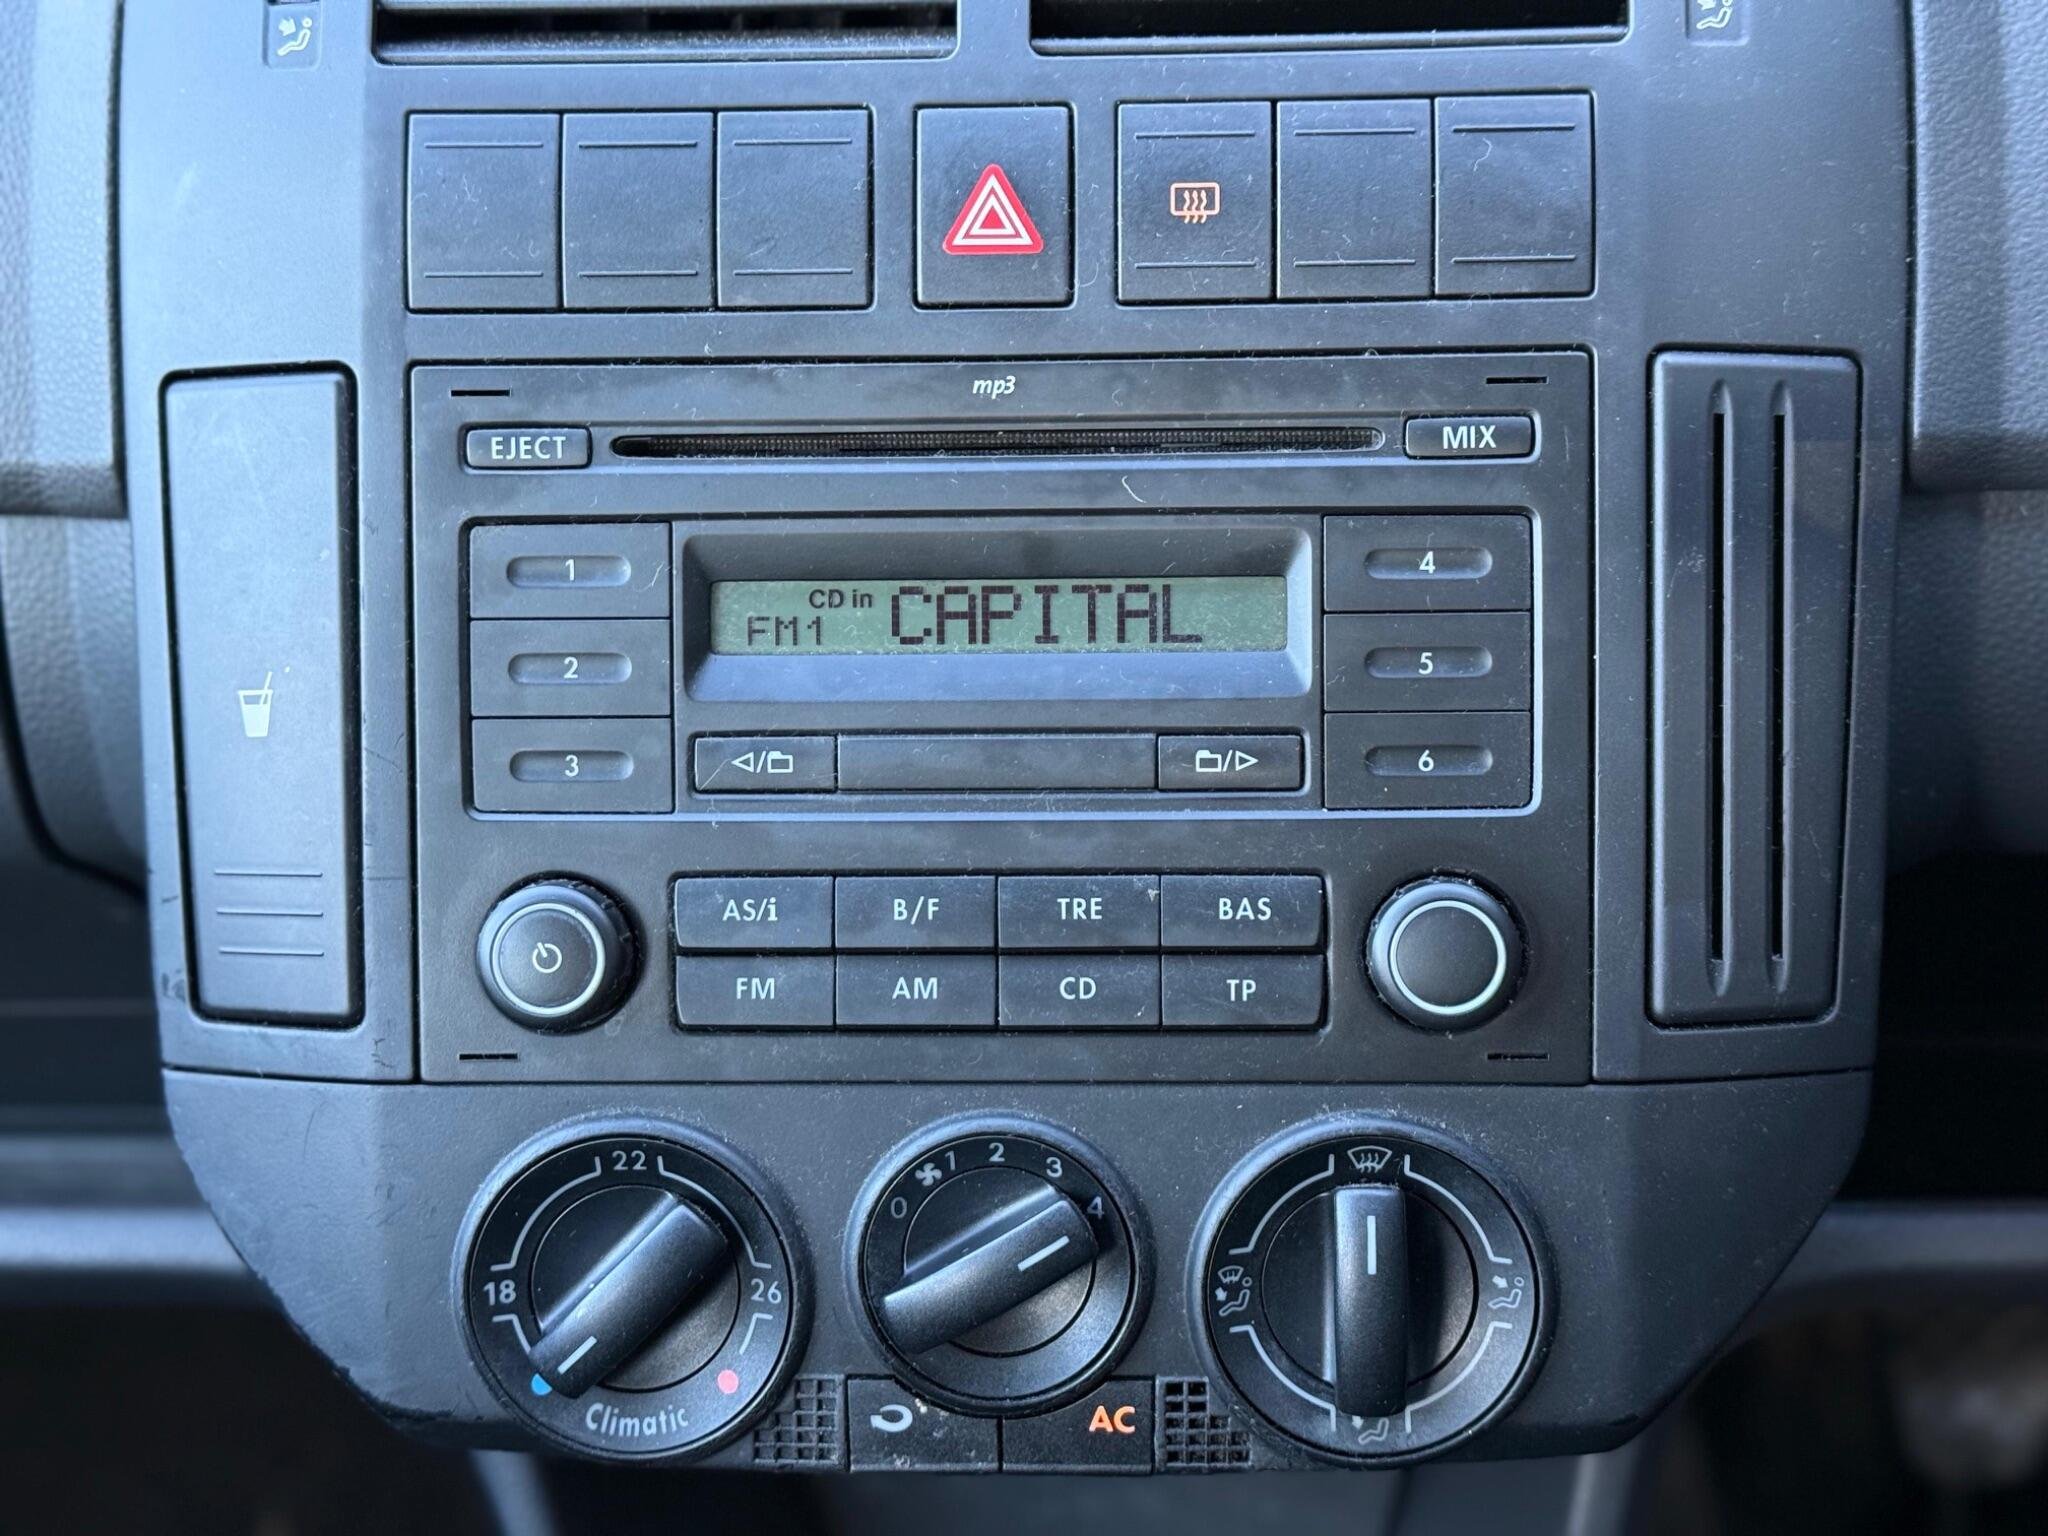 mp3
EJECT
MIX
1
4
CD in
CAPITAL
FM1
2
5
3
6
AS/i
B/F
TRE
BAS
FM
AM
CD
TP
22
18
26
Climatic
0
1
2
3
4
AC